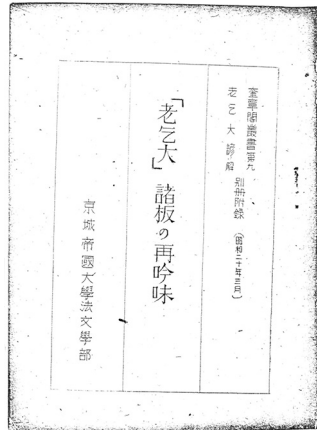 奎章閣叢書第九
老乞大諺解 別冊附錄 (昭和二十年三月)
「老乞大」諸板の再吟味
京城帝國大學法文學部